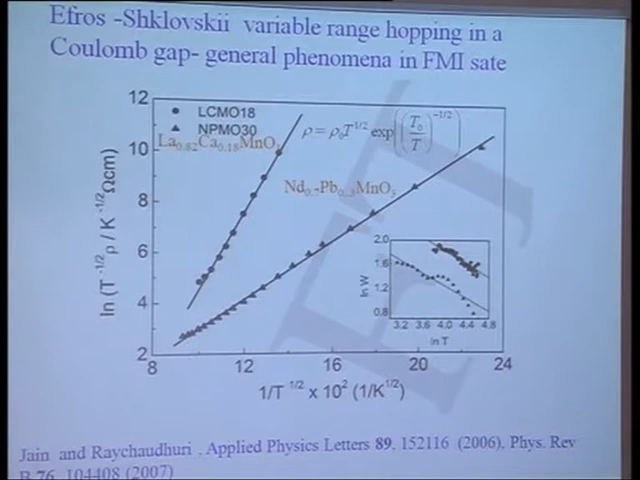 Efros -Shklovskii variable range hopping in a
Coulomb gap- general phenomena in FMI sate
12
10
8
6
4
2
ln (T^-1/2 ρ / K^-1/2 Ωcm)
LCMO18
NPMO30
La0.82Ca0.18MnO3
ρ = ρ0T^1/2 exp((T0/T)^-1/2)
MnO3
2.0
1.6
1.2
0.8
ln W
3.2 3.6 4.0 4.4 4.8
ln T
8 12 16 20 24
1/T^1/2 x 10^2 (1/K^1/2)
Jain and Raychaudhuri , Applied Physics Letters 89, 152116 (2006), Phys. Rev
B 76, 104408 (2007)